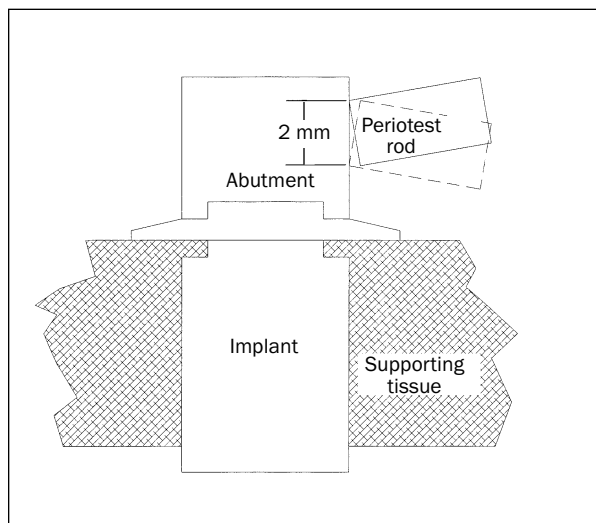 2 mm
Periotest
rod
Abutment
Implant
Supporting
tissue